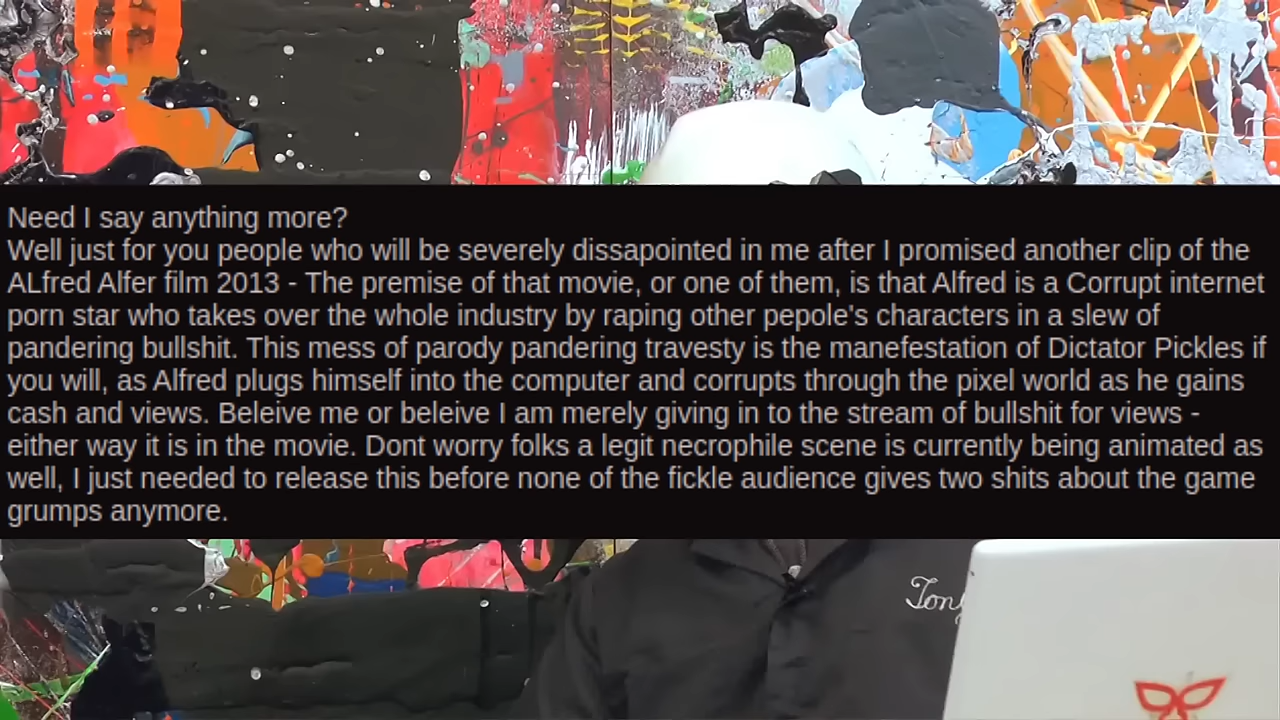 Need I say anything more?
Well just for you people who will be severely dissapointed in me after I promised another clip of the
ALfred Alfer film 2013 - The premise of that movie, or one of them, is that Alfred is a Corrupt internet
porn star who takes over the whole industry by raping other pepole's characters in a slew of
pandering bullshit. This mess of parody pandering travesty is the manefestation of Dictator Pickles if
you will, as Alfred plugs himself into the computer and corrupts through the pixel world as he gains
cash and views. Beleive me or beleive I am merely giving in to the stream of bullshit for views -
either way it is in the movie. Dont worry folks a legit necrophile scene is currently being animated as
well, I just needed to release this before none of the fickle audience gives two shits about the game
grumps anymore.
Tony